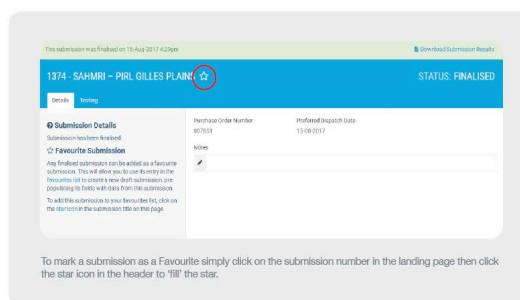 This submission was finalised on 15-Aug-2017 4:29pm
Download Submission Results
1374 - SAHMRI – PIRL GILLES PLAINS ☆
STATUS: FINALISED
Details Testing
Submission Details
Submission has been finalised
☆ Favourite Submission
Any finalised submission can be added as a favourite
submission. This will allow you to use its entry in the
favourites list to create a new draft submission, pre-
populating its fields with data from this submission.
To add this submission to your favourites list, click on
the star icon in the submission title on this page.
Purchase Order Number
Preferred Dispatch Date
15-08-2017
Notes
To mark a submission as a Favourite simply click on the submission number in the landing page then click
the star icon in the header to ‘fill’ the star.